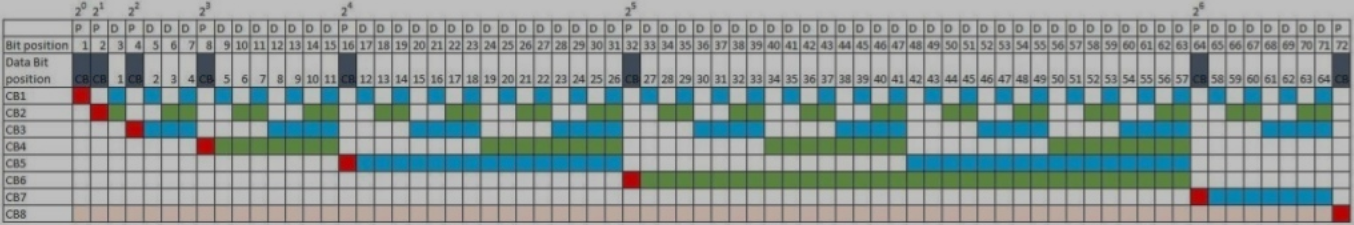 2⁰ 2¹ 2² 2³ 2⁴ 2⁵ 2⁶
P P D P D D D P D D D D D D D P D D D D D D D D D D D D D D D P D D D D D D D D D D D D D D D D D D D D D D D D D D D D D D D P D D D D D D D P
Bit position 1 2 3 4 5 6 7 8 9 10 11 12 13 14 15 16 17 18 19 20 21 22 23 24 25 26 27 28 29 30 31 32 33 34 35 36 37 38 39 40 41 42 43 44 45 46 47 48 49 50 51 52 53 54 55 56 57 58 59 60 61 62 63 64 65 66 67 68 69 70 71 72
Data Bit
position CB CB 1 CB 2 3 4 CB 5 6 7 8 9 10 11 CB 12 13 14 15 16 17 18 19 20 21 22 23 24 25 26 CB 27 28 29 30 31 32 33 34 35 36 37 38 39 40 41 42 43 44 45 46 47 48 49 50 51 52 53 54 55 56 57 CB 58 59 60 61 62 63 64 CB
CB1
CB2
CB3
CB4
CB5
CB6
CB7
CB8